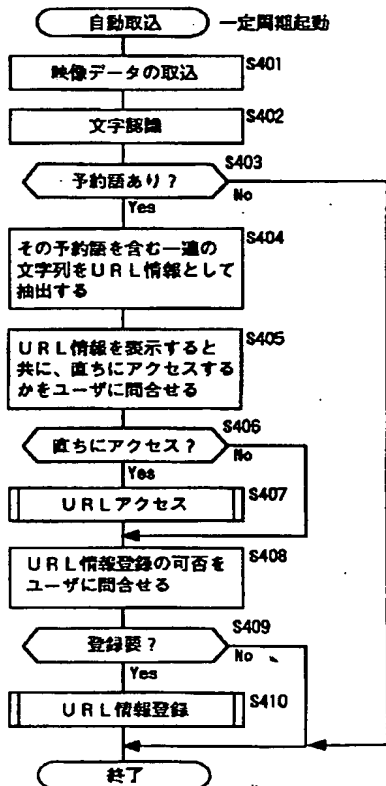 自動取込 一定周期起動
映像データの取込 S401
文字認識 S402
予約語あり？ S403
Yes No
その予約語を含む一連の S404
文字列をＵＲＬ情報として
抽出する
ＵＲＬ情報を表示すると S405
共に、直ちにアクセスする
かをユーザに問合せる
直ちにアクセス？ S406
Yes No
ＵＲＬアクセス S407
ＵＲＬ情報登録の可否を S408
ユーザに問合せる
登録要？ S409
Yes No
ＵＲＬ情報登録 S410
終了